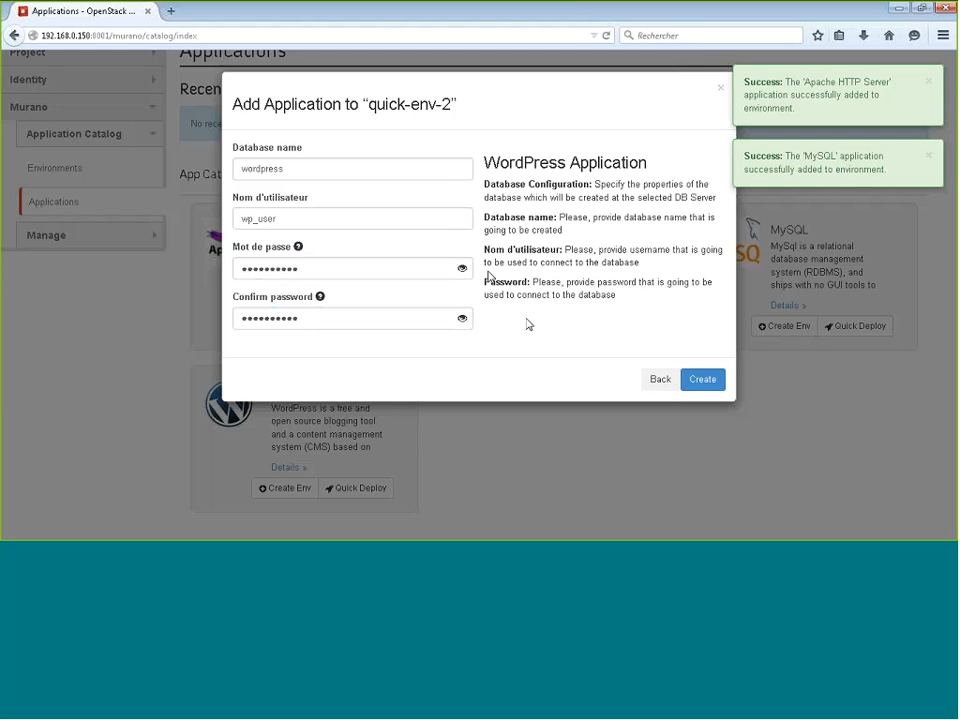 Applications - OpenStack ...
192.168.0.150:8001/murano/catalog/index
Rechercher
Project
Identity
Murano
Application Catalog
Environments
Applications
Manage
Applications
Recen
No rece
App Cat
Add Application to “quick-env-2”
Database name
wordpress
Nom d'utilisateur
wp_user
Mot de passe
Confirm password
WordPress Application
Database Configuration: Specify the properties of the
database which will be created at the selected DB Server
Database name: Please, provide database name that is
going to be created
Nom d'utilisateur: Please, provide username that is going
to be used to connect to the database
Password: Please, provide password that is going to be
used to connect to the database
Back
Create
Success: The 'Apache HTTP Server'
application successfully added to
environment.
Success: The 'MySQL' application
successfully added to environment.
MySQL
MySql is a relational
database management
system (RDBMS), and
ships with no GUI tools to
Details »
Create Env
Quick Deploy
WordPress is a free and
open source blogging tool
and a content management
system (CMS) based on
Details »
Create Env
Quick Deploy